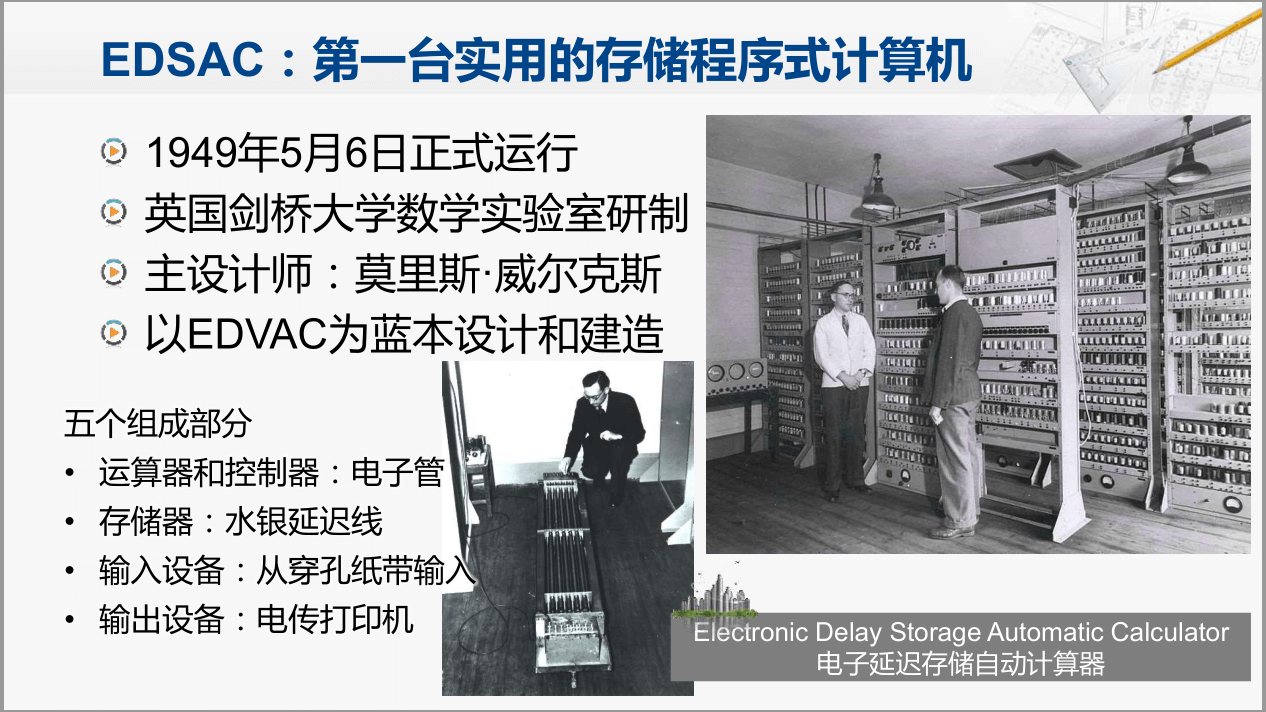 EDSAC：第一台实用的存储程序式计算机
1949年5月6日正式运行
英国剑桥大学数学实验室研制
主设计师：莫里斯·威尔克斯
以EDVAC为蓝本设计和建造
五个组成部分
• 运算器和控制器：电子管
• 存储器：水银延迟线
• 输入设备：从穿孔纸带输入
• 输出设备：电传打印机
Electronic Delay Storage Automatic Calculator
电子延迟存储自动计算器